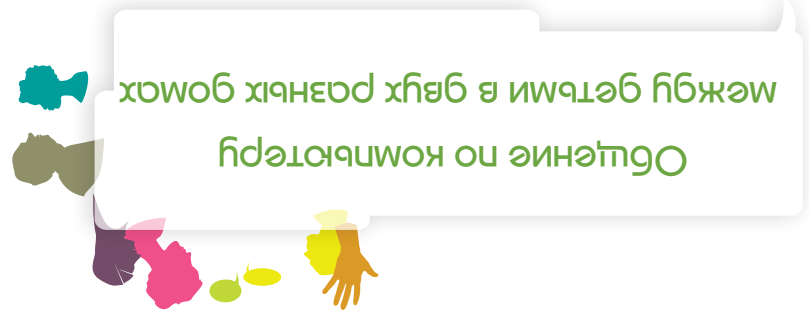 Общение по компьютеру
между детьми в двух разных домах